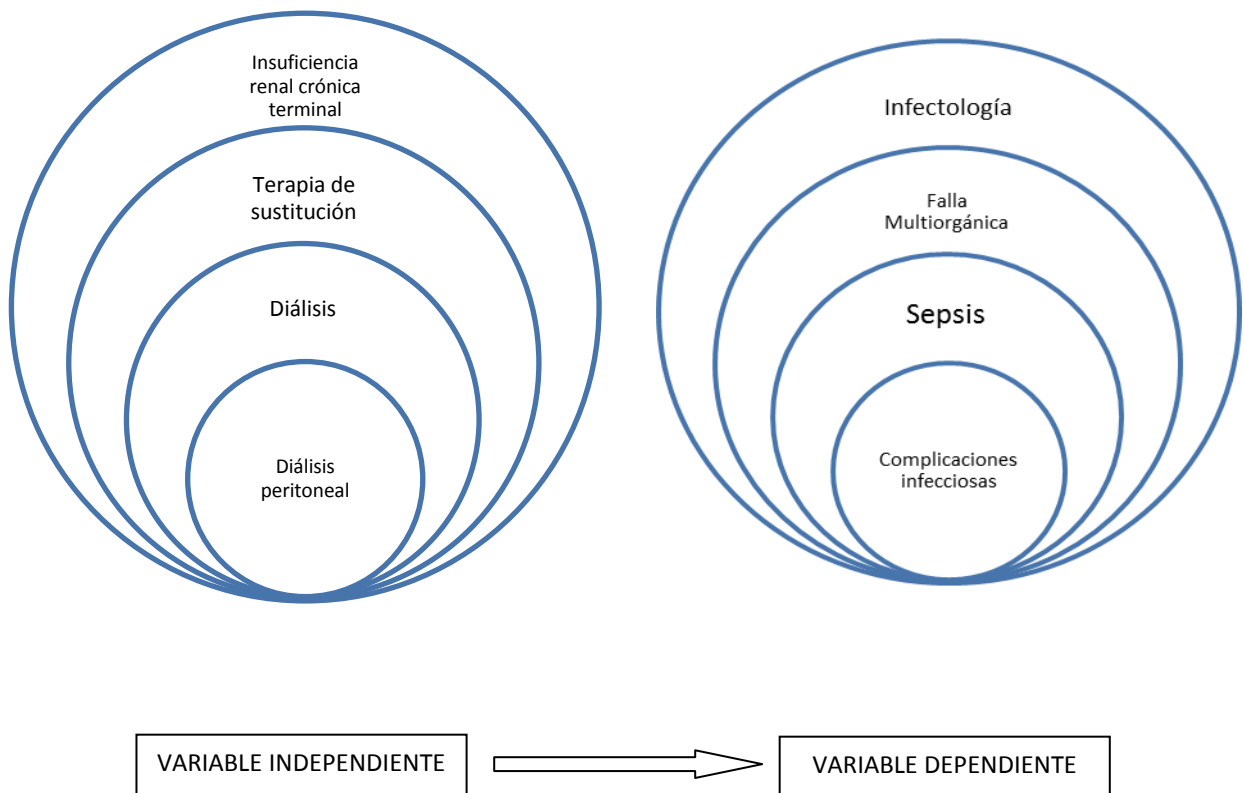 Insuficiencia
renal crónica
terminal
Terapia de
sustitución
Diálisis
Diálisis
peritoneal
Infectología
Falla
Multiorgánica
Sepsis
Complicaciones
infecciosas
VARIABLE INDEPENDIENTE
VARIABLE DEPENDIENTE